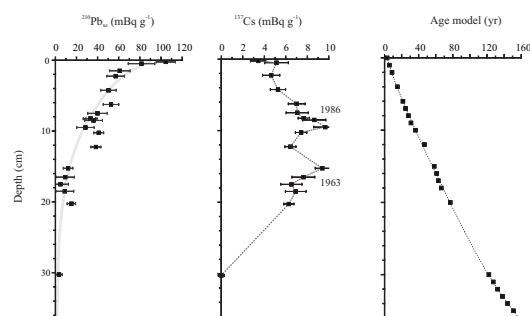 ²¹⁰Pbₓₛ (mBq g⁻¹)
¹³⁷Cs (mBq g⁻¹)
Age model (yr)
0 20 40 60 80 100 120
0 2 4 6 8 10
0 40 80 120 160
0
10
20
30
Depth (cm)
1986
1963